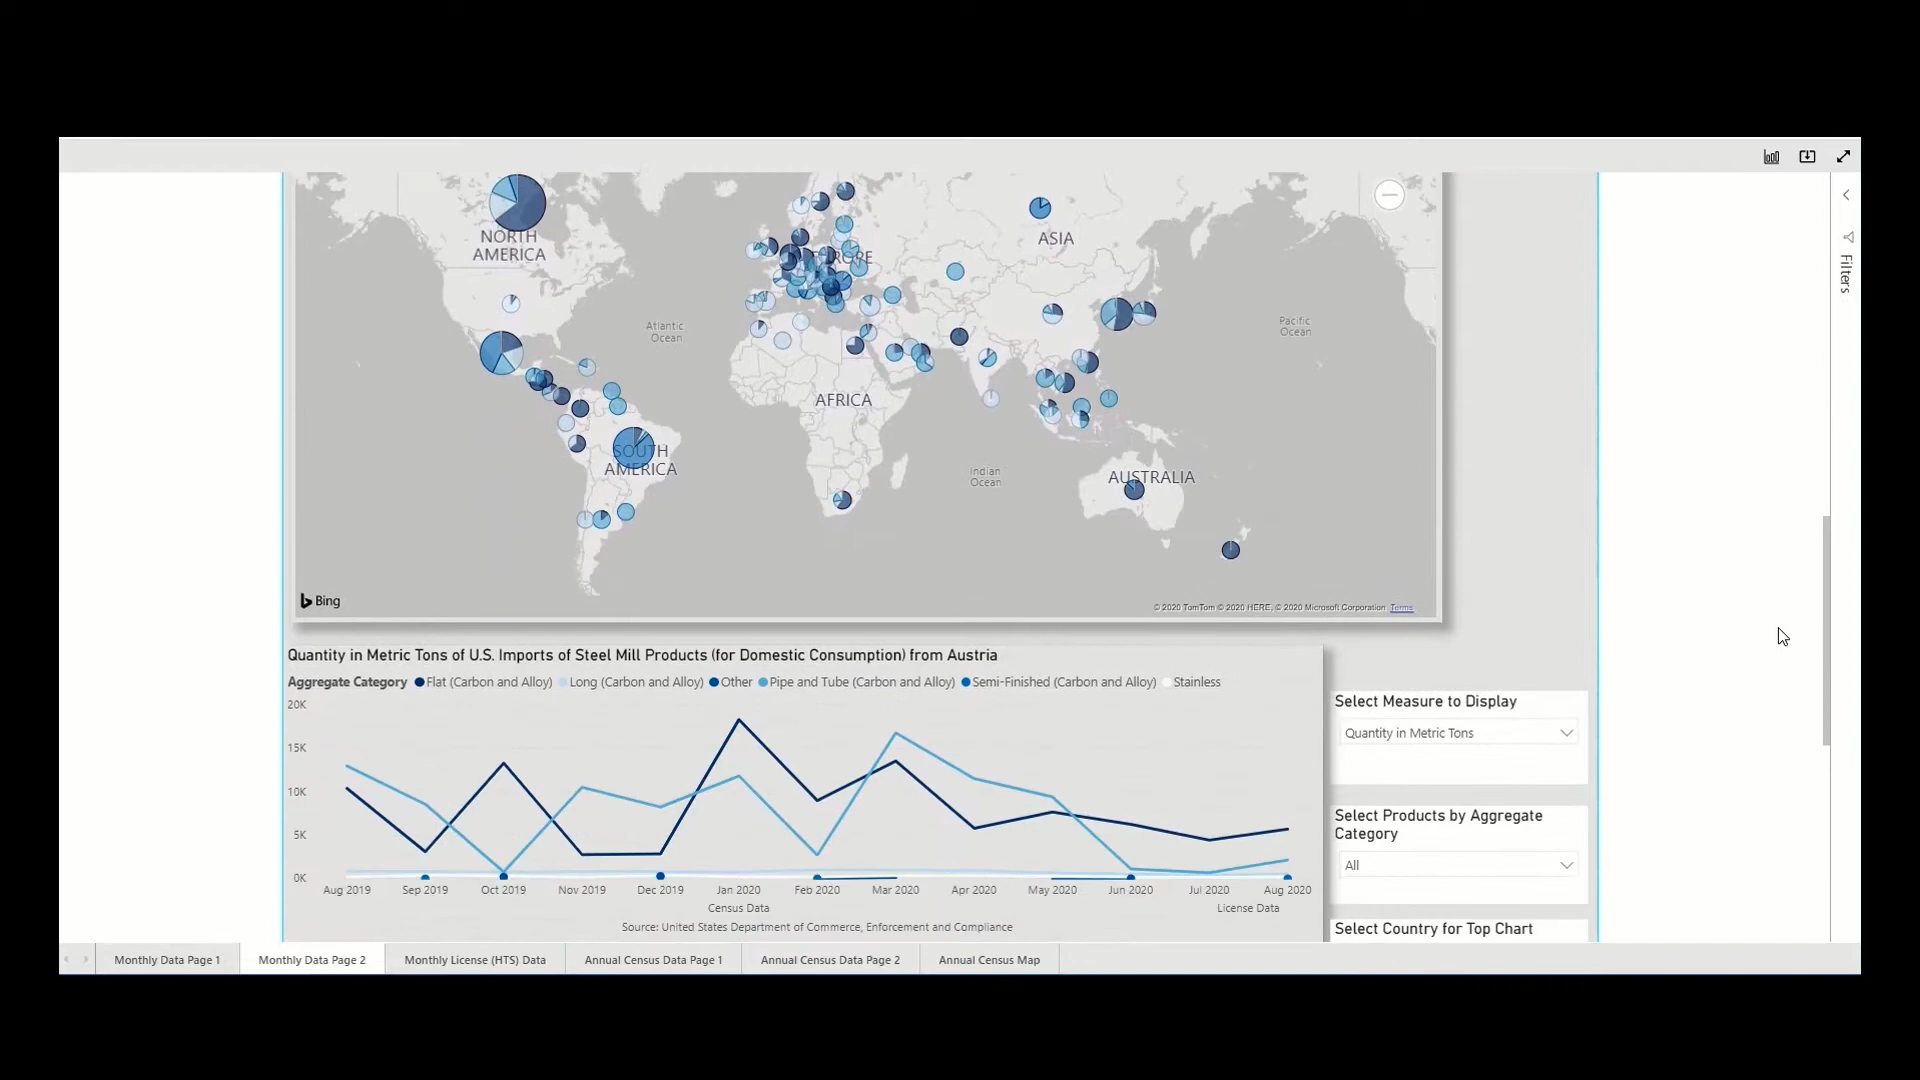 NORTH
AMERICA
EUROPE
ASIA
Atlantic
Ocean
Pacific
Ocean
AFRICA
SOUTH
AMERICA
Indian
Ocean
AUSTRALIA
Bing
© 2020 TomTom © 2020 HERE, © 2020 Microsoft Corporation Terms
Filters
Quantity in Metric Tons of U.S. Imports of Steel Mill Products (for Domestic Consumption) from Austria
Aggregate Category Flat (Carbon and Alloy) Long (Carbon and Alloy) Other Pipe and Tube (Carbon and Alloy) Semi-Finished (Carbon and Alloy) Stainless
20K
15K
10K
5K
0K
Aug 2019 Sep 2019 Oct 2019 Nov 2019 Dec 2019 Jan 2020 Feb 2020 Mar 2020 Apr 2020 May 2020 Jun 2020 Jul 2020 Aug 2020
Census Data License Data
Source: United States Department of Commerce, Enforcement and Compliance
Select Measure to Display
Quantity in Metric Tons
Select Products by Aggregate
Category
All
Select Country for Top Chart
Monthly Data Page 1 Monthly Data Page 2 Monthly License (HTS) Data Annual Census Data Page 1 Annual Census Data Page 2 Annual Census Map